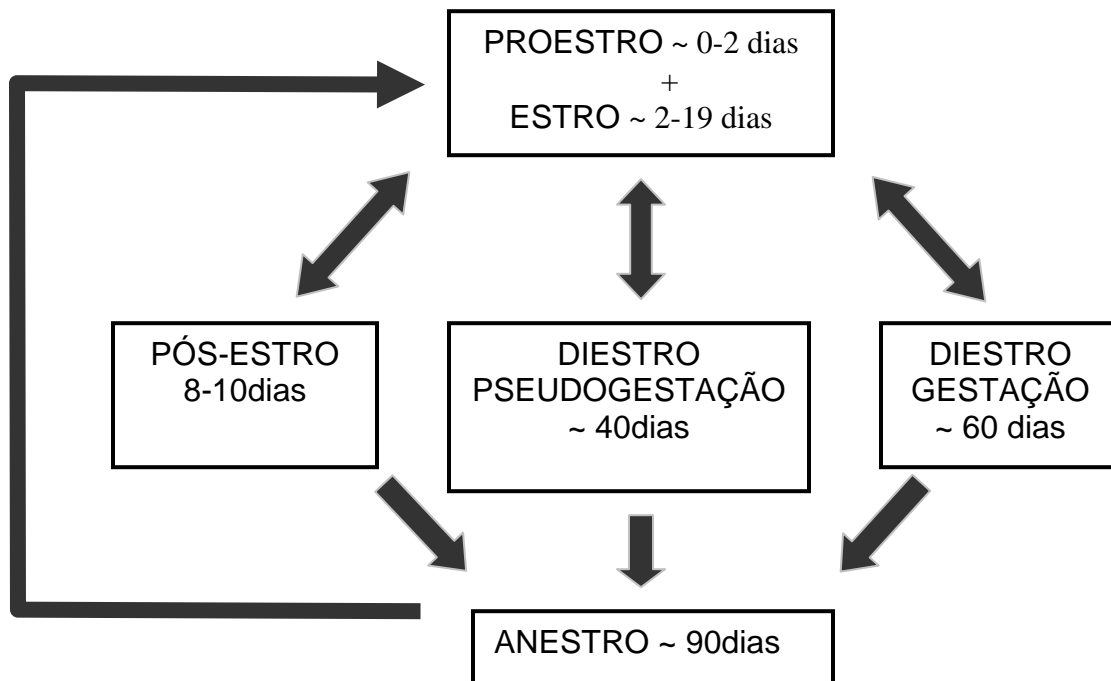 PROESTRO ~ 0-2 dias
+
ESTRO ~ 2-19 dias
PÓS-ESTRO
8-10dias
DIESTRO
PSEUDOGESTAÇÃO
~ 40dias
DIESTRO
GESTAÇÃO
~ 60 dias
ANESTRO ~ 90dias